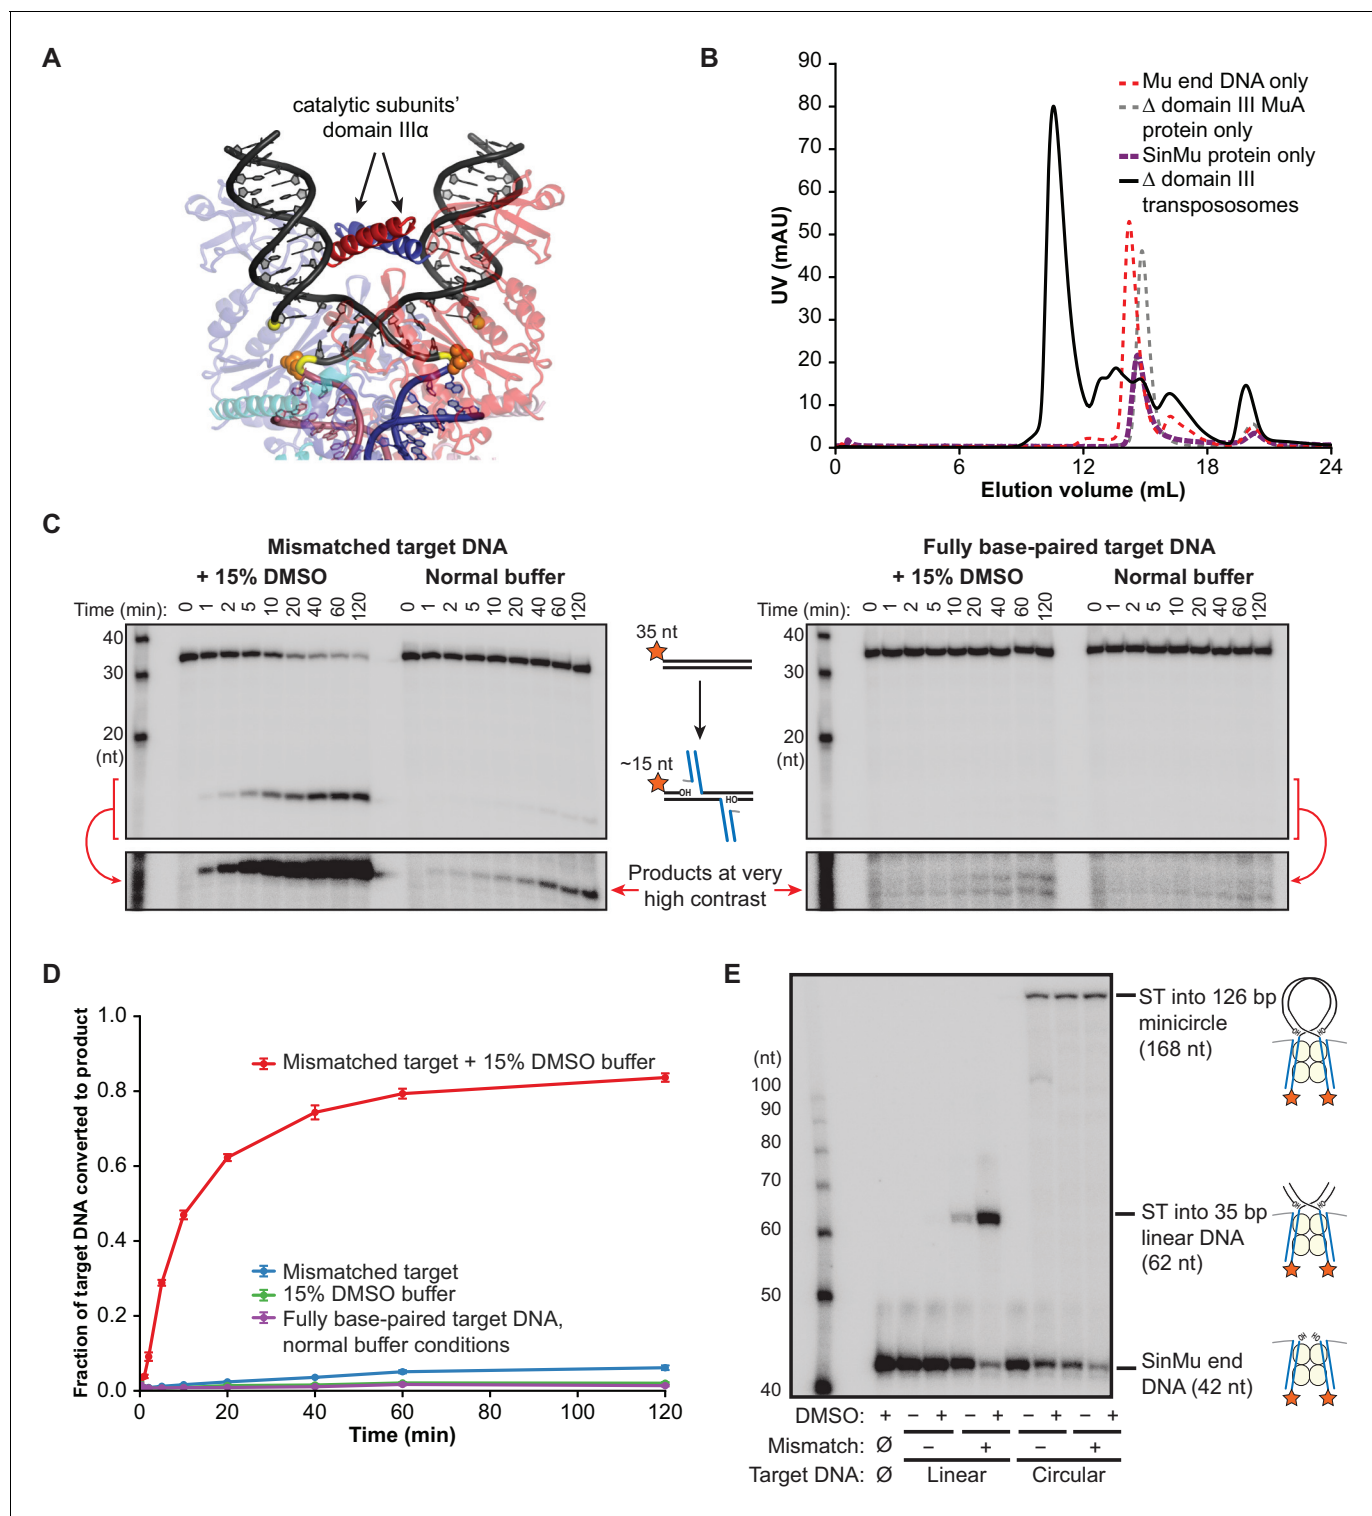 A
catalytic subunits'
domain IIIα
B
90
80
70
60
50
40
30
20
10
0
UV (mAU)
0
6
12
18
24
Elution volume (mL)
Mu end DNA only
Δ domain III MuA
protein only
SinMu protein only
Δ domain III
transpososomes
C
Mismatched target DNA
+ 15% DMSO
Normal buffer
Time (min): 0 1 2 5 10 20 40 60 120 0 1 2 5 10 20 40 60 120
40
30
20
(nt)
35 nt
~15 nt
OH
HO
Products at very
high contrast
Fully base-paired target DNA
+ 15% DMSO
Normal buffer
Time (min): 0 1 2 5 10 20 40 60 120 0 1 2 5 10 20 40 60 120
40
30
20
(nt)
D
Fraction of target DNA converted to product
1.0
0.8
0.6
0.4
0.2
0.0
0 20 40 60 80 100 120
Time (min)
Mismatched target + 15% DMSO buffer
Mismatched target
15% DMSO buffer
Fully base-paired target DNA,
normal buffer conditions
E
(nt)
100
90
80
70
60
50
40
ST into 126 bp
minicircle
(168 nt)
OH HO
ST into 35 bp
linear DNA
(62 nt)
OH HO
SinMu end
DNA (42 nt)
OH HO
DMSO: + − + − + − + − +
Mismatch: Ø − + − +
Target DNA: Ø Linear Circular